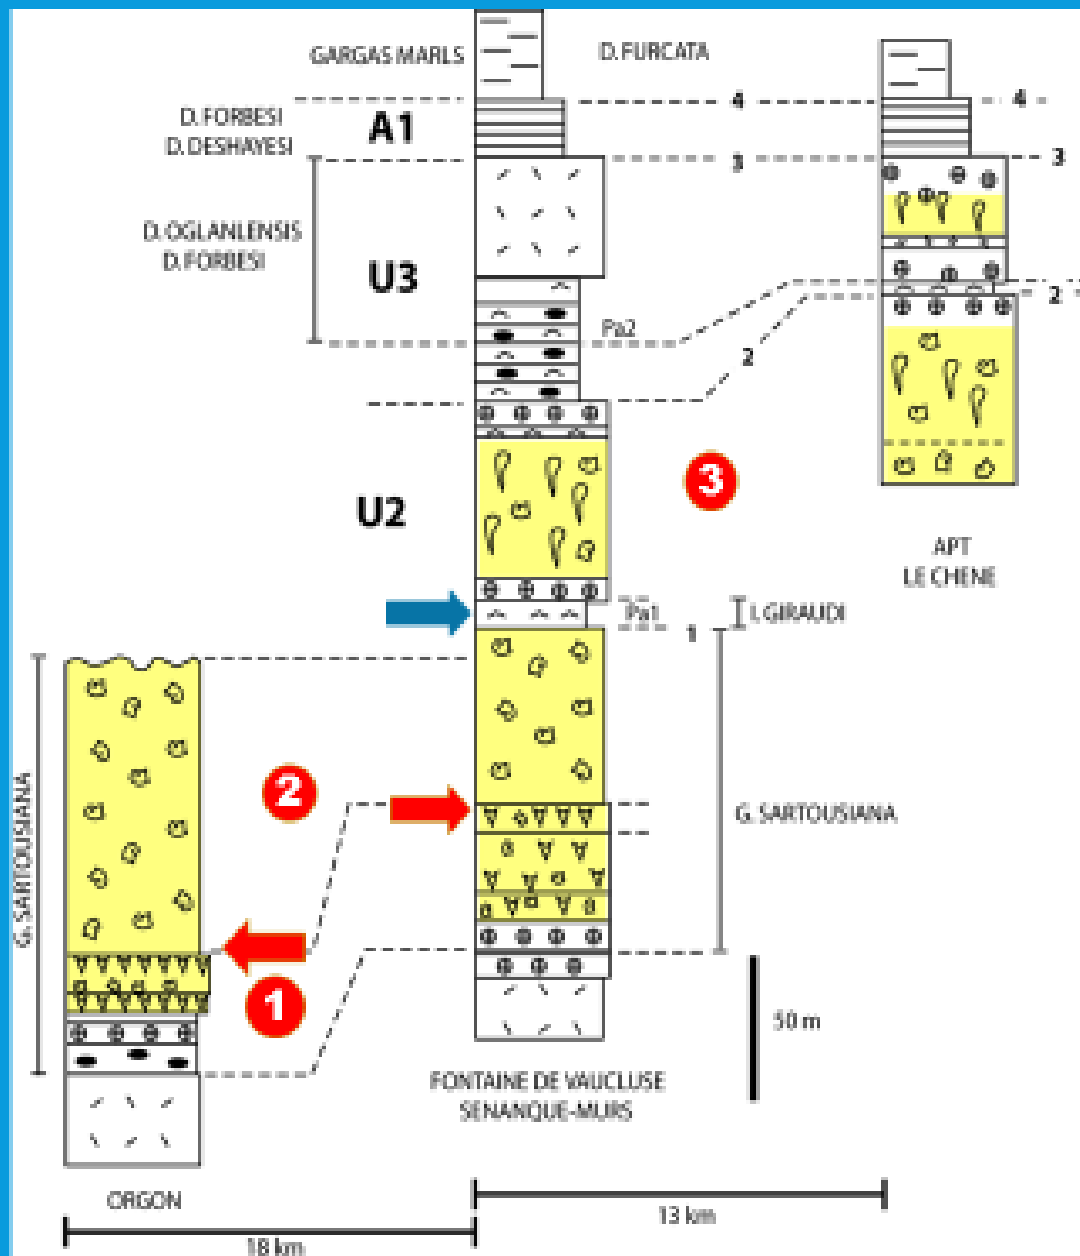 GARGAS MARLS
D. FURCATA
4
4
D. FORBESI
D. DESHAYESI
A1
3
3
D. OGLANLENSIS
D. FORBESI
U3
Pa2
2
2
3
U2
APT
LE CHENE
Pa1
1
I. GIRAUDI
G. SARTOUSIANA
2
G. SARTOUSIANA
1
50 m
FONTAINE DE VAUCLUSE
SENANQUE-MURS
ORGON
13 km
18 km